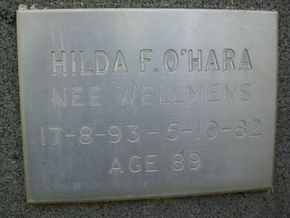 HILDA F. O'HARA
NEE WELLMENS
17-8-93 - 5-10-82
AGE 89